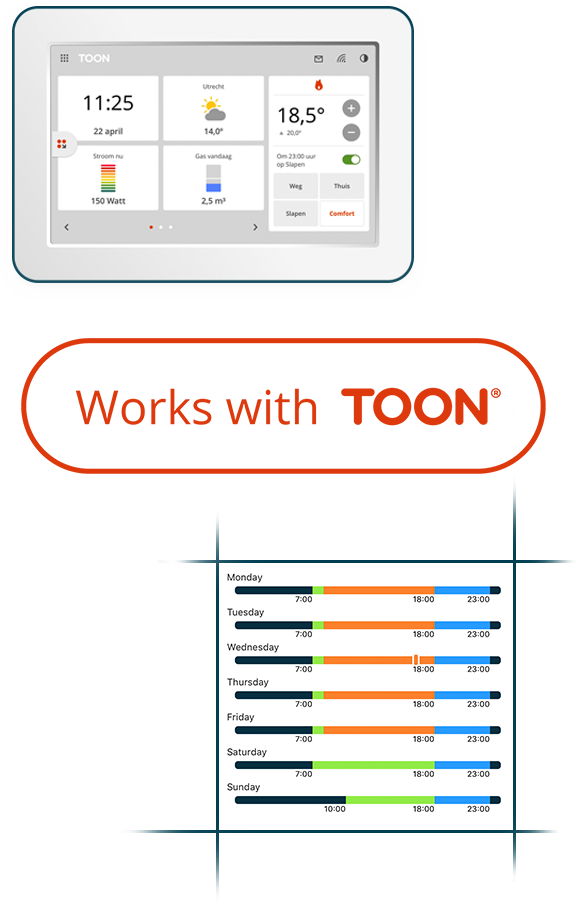 TOON
11:25
22 april
Utrecht
14,0°
18,5°
20,0°
Om 23:00 uur
op Slapen
Stroom nu
150 Watt
Gas vandaag
2,5 m³
Weg
Thuis
Slapen
Comfort
Works with TOON®
Monday
7:00 18:00 23:00
Tuesday
7:00 18:00 23:00
Wednesday
7:00 18:00 23:00
Thursday
7:00 18:00 23:00
Friday
7:00 18:00 23:00
Saturday
7:00 18:00 23:00
Sunday
10:00 18:00 23:00